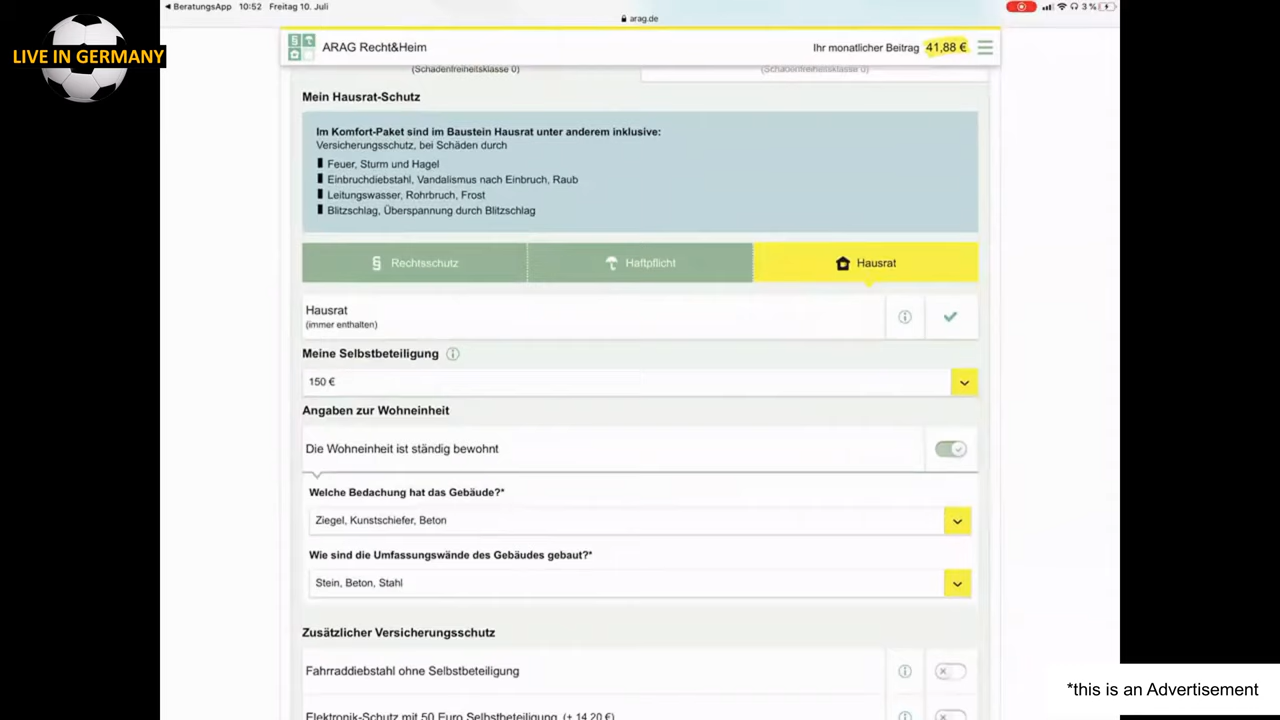 BeratungsApp 10:52 Freitag 10. Juli
3 %
arag.de
LIVE IN GERMANY
§
ARAG Recht&Heim
Ihr monatlicher Beitrag 41,88 €
(Schadenfreiheitsklasse 0)
(Schadenfreiheitsklasse 0)
Mein Hausrat-Schutz
Im Komfort-Paket sind im Baustein Hausrat unter anderem inklusive:
Versicherungsschutz, bei Schäden durch
Feuer, Sturm und Hagel
Einbruchdiebstahl, Vandalismus nach Einbruch, Raub
Leitungswasser, Rohrbruch, Frost
Blitzschlag, Überspannung durch Blitzschlag
§ Rechtsschutz
Haftpflicht
Hausrat
Hausrat
(immer enthalten)
Meine Selbstbeteiligung
150 €
Angaben zur Wohneinheit
Die Wohneinheit ist ständig bewohnt
Welche Bedachung hat das Gebäude?*
Ziegel, Kunstschiefer, Beton
Wie sind die Umfassungswände des Gebäudes gebaut?*
Stein, Beton, Stahl
Zusätzlicher Versicherungsschutz
Fahrraddiebstahl ohne Selbstbeteiligung
Elektronik-Schutz mit 50 Euro Selbstbeteiligung (+ 14,20 €)
*this is an Advertisement